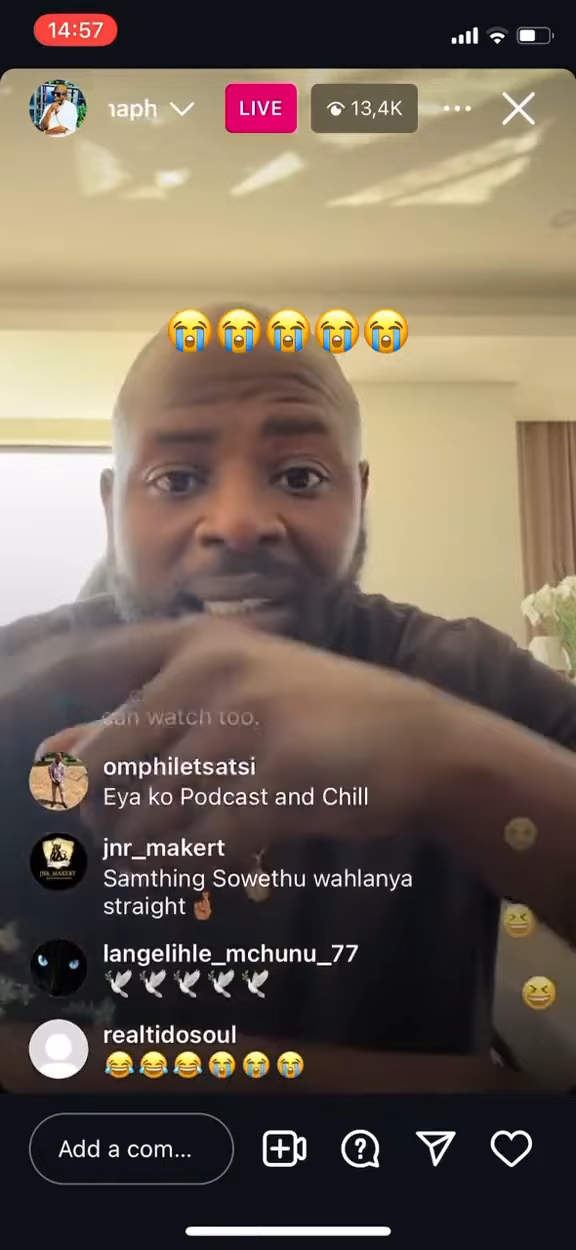 14:57
naph
LIVE
13,4K
😭😭😭😭😭
can watch too.
omphiletsatsi
Eya ko Podcast and Chill
jnr_makert
Samthing Sowethu wahlanya
straight 🤞🏾
langelihle_mchunu_77
🕊️🕊️🕊️🕊️🕊️
realtidosoul
😂😂😂😭😭😭
Add a com...